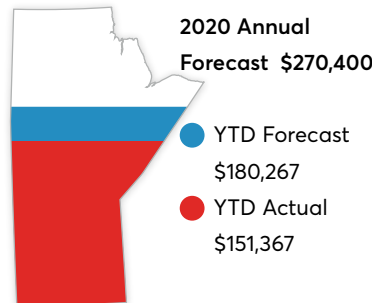 2020 Annual
Forecast $270,400
YTD Forecast
$180,267
YTD Actual
$151,367